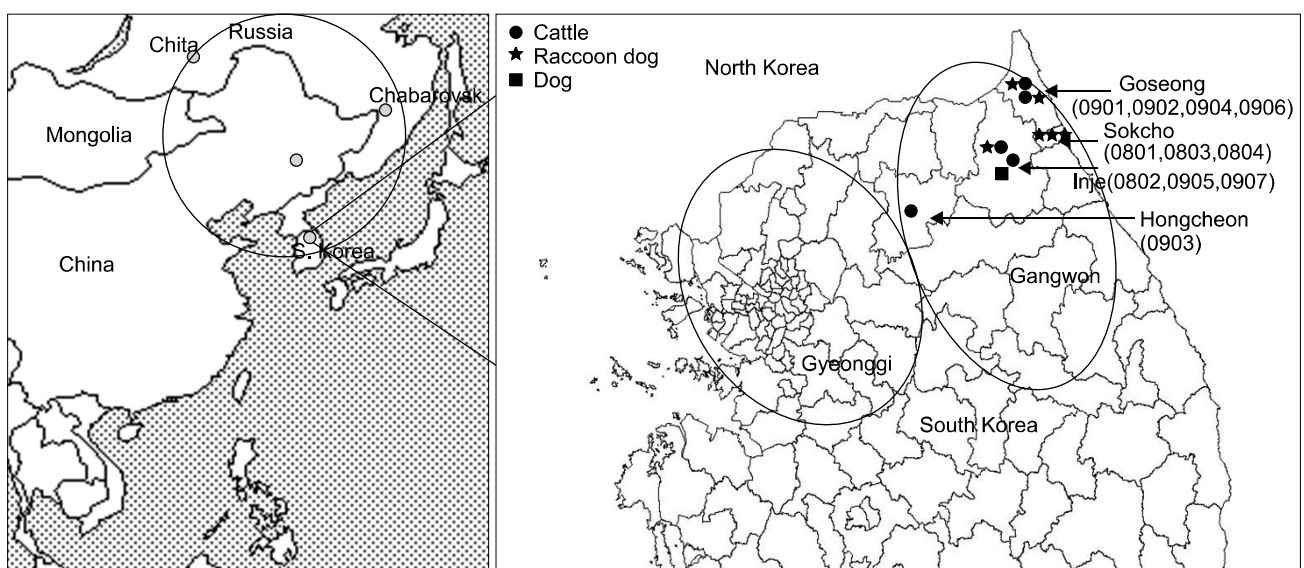 Russia
Chita
Chabarovsk
Mongolia
S. Korea
China
Cattle
Raccoon dog
Dog
North Korea
Goseong
(0901,0902,0904,0906)
Sokcho
(0801,0803,0804)
Inje(0802,0905,0907)
Hongcheon
(0903)
Gangwon
Gyeonggi
South Korea